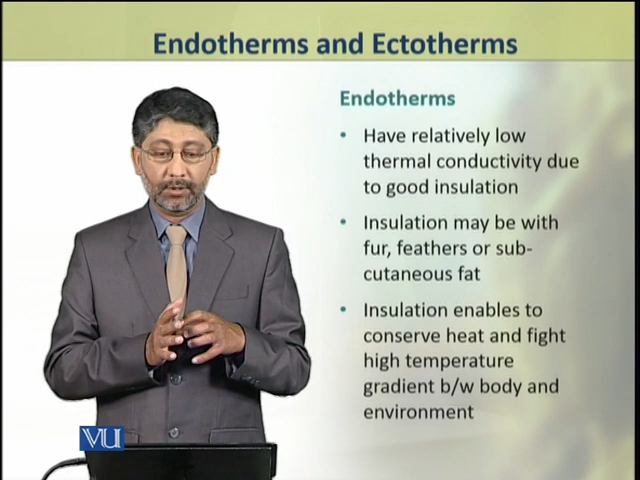 Endotherms and Ectotherms
Endotherms
• Have relatively low
thermal conductivity due
to good insulation
• Insulation may be with
fur, feathers or sub-
cutaneous fat
• Insulation enables to
conserve heat and fight
high temperature
gradient b/w body and
environment
VU